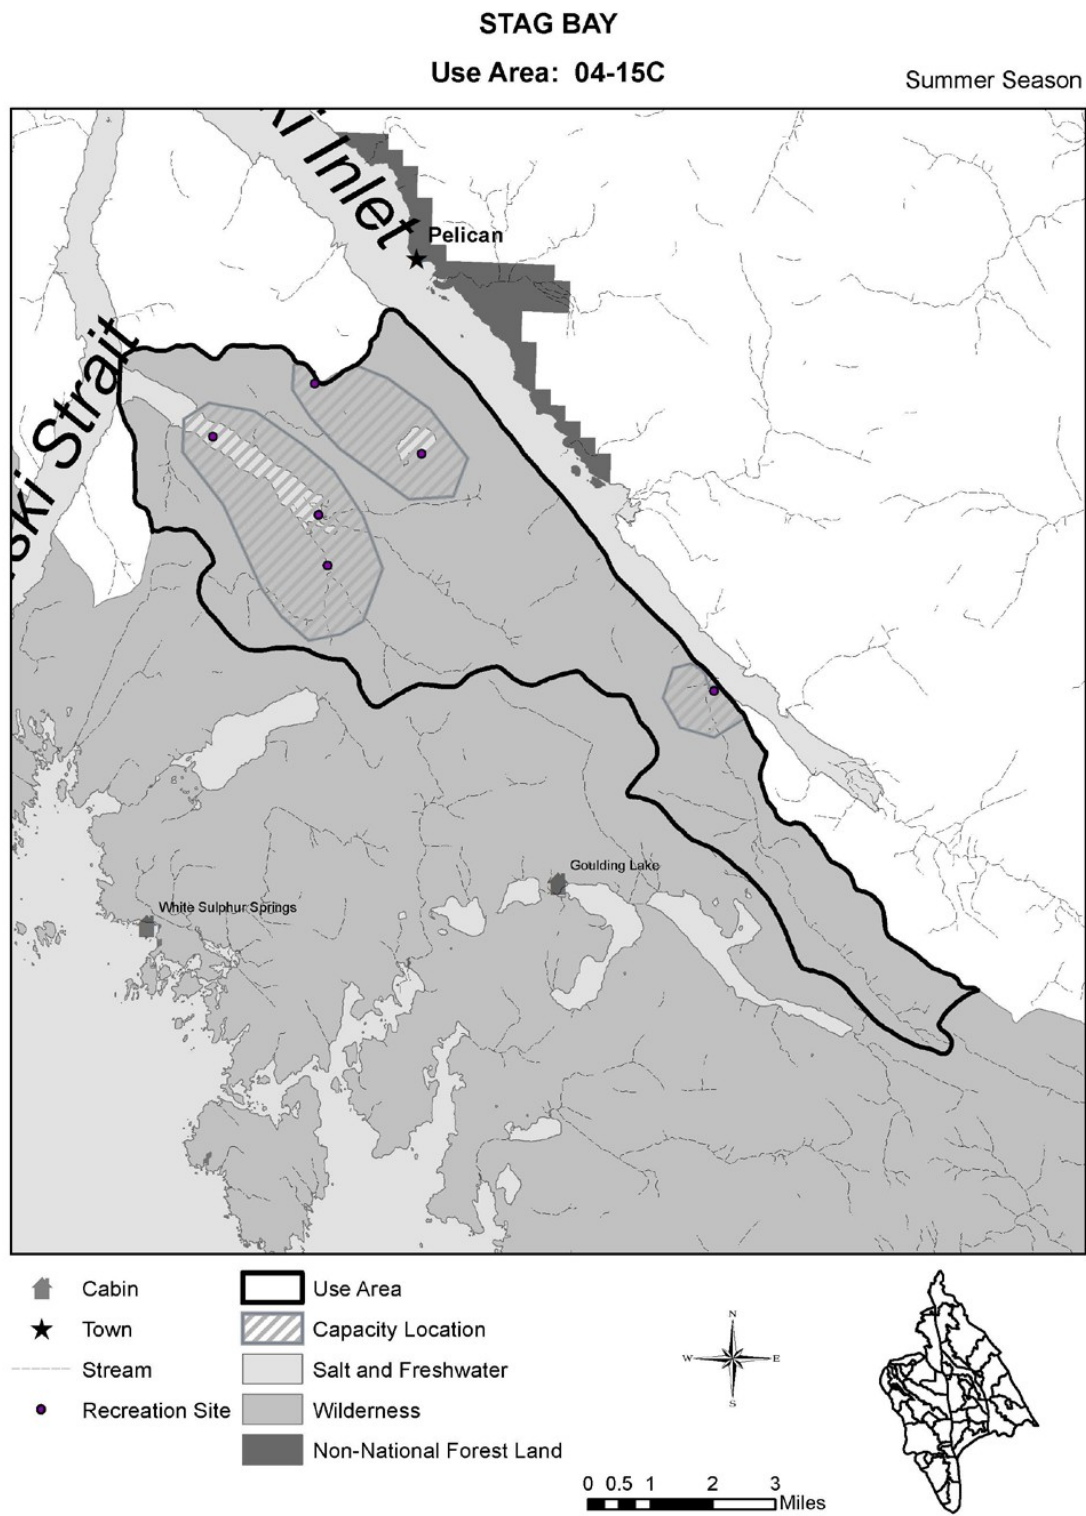 STAG BAY
Use Area: 04-15C
Summer Season
ki Inlet
Pelican
ski Strait
Goulding Lake
White Sulphur Springs
Cabin
Use Area
Town
Capacity Location
Stream
Salt and Freshwater
Recreation Site
Wilderness
Non-National Forest Land
N
W
E
S
0 0.5 1 2 3
Miles